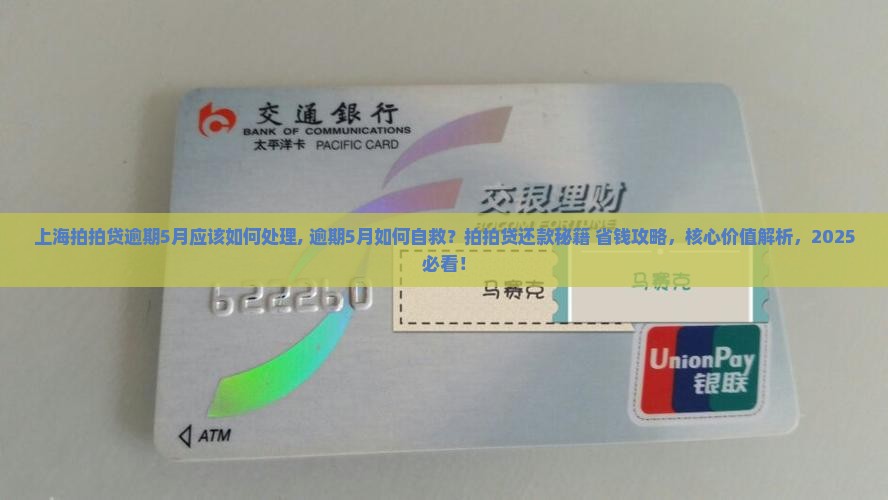 交通銀行
BANK OF COMMUNICATIONS
太平洋卡 PACIFIC CARD
交银理财
上海拍拍贷逾期5月应该如何处理, 逾期5月如何自救？拍拍贷还款秘籍 省钱攻略，核心价值解析，2025
必看！
622260
马赛克
马赛克
UnionPay
银联
ATM